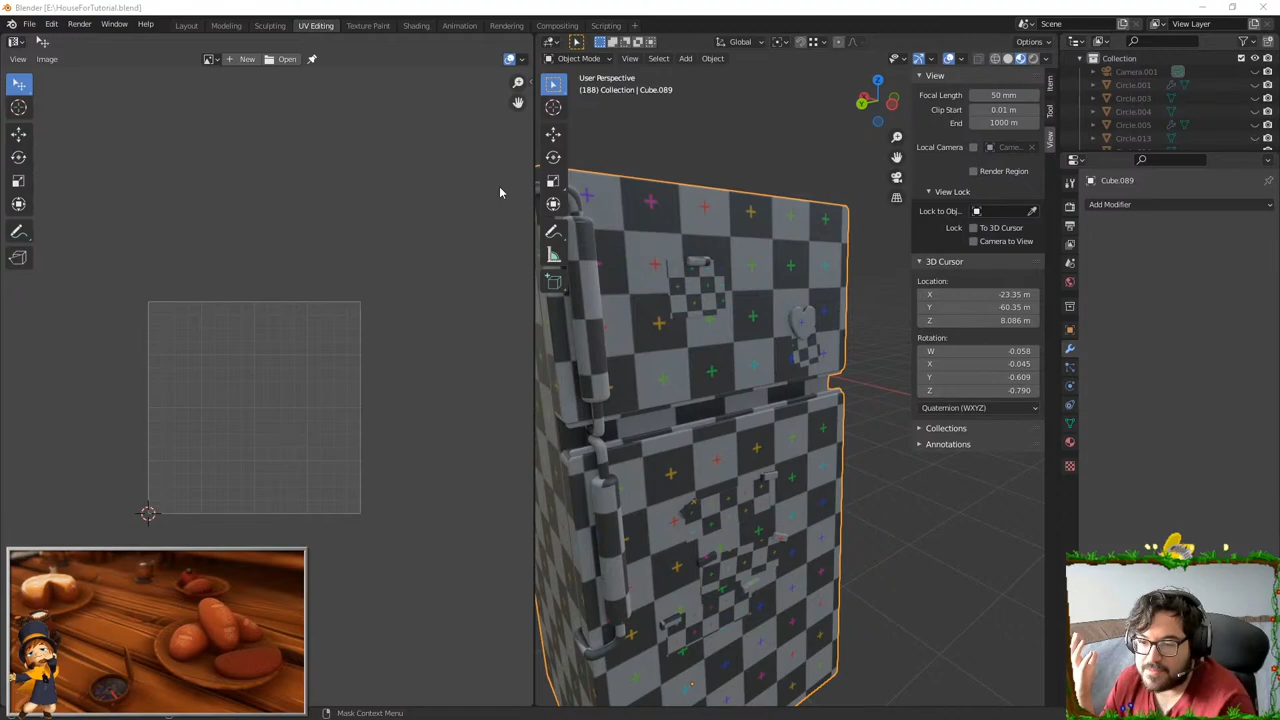 Blender [E:\HouseForTutorial.blend]
File Edit Render Window Help Layout Modeling Sculpting UV Editing Texture Paint Shading Animation Rendering Compositing Scripting + Scene View Layer
Global Options
View Image New Open Object Mode View Select Add Object
User Perspective
(188) Collection | Cube.089
View
Focal Length 50 mm
Clip Start 0.01 m
End 1000 m
Local Camera Came...
Render Region
View Lock
Lock to Obj...
Lock To 3D Cursor
Camera to View
3D Cursor
Location:
X -23.35 m
Y -60.35 m
Z 8.086 m
Rotation:
W -0.058
X -0.045
Y -0.609
Z -0.790
Quaternion (WXYZ)
Collections
Annotations
Item
Tool
View
Collection
Camera.001
Circle.001
Circle.003
Circle.004
Circle.005
Circle.013
Cube.089
Add Modifier
Mask Context Menu